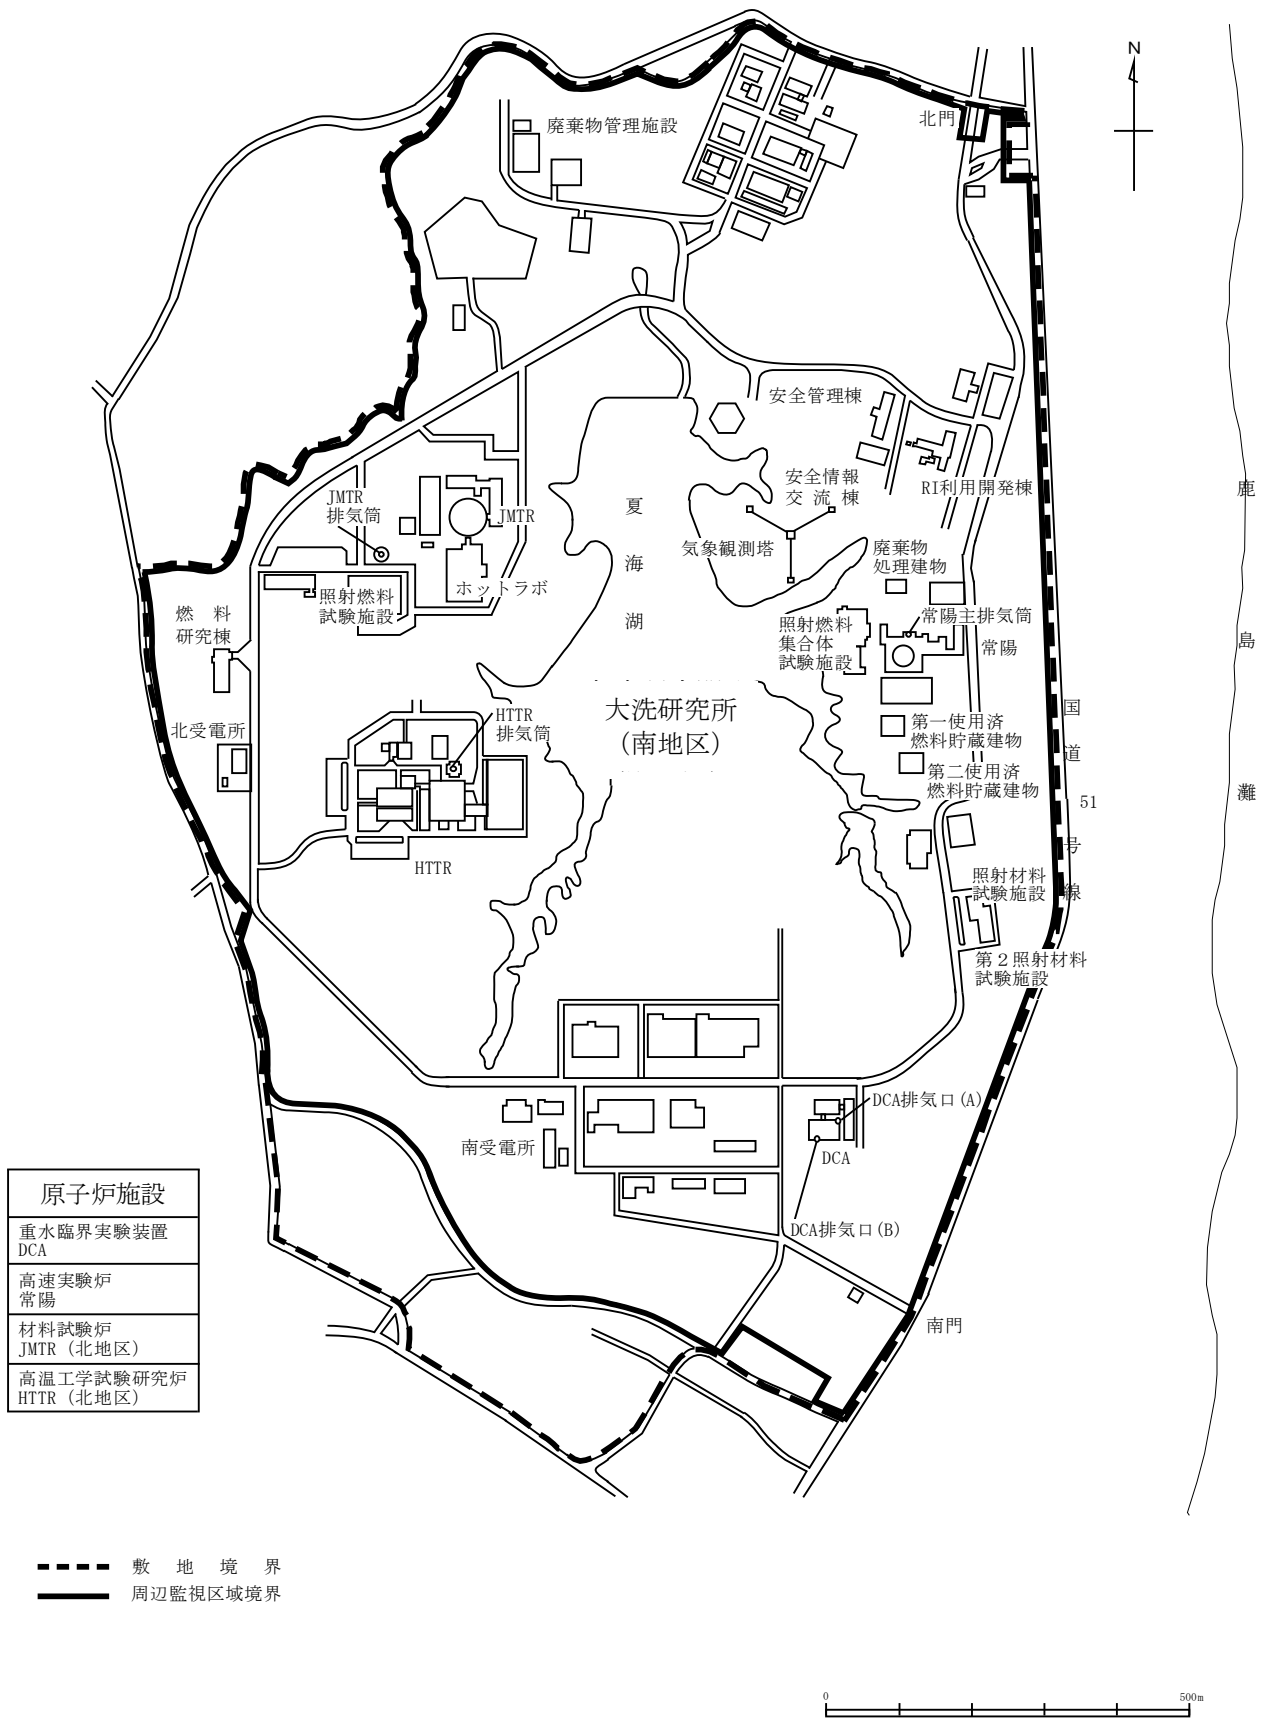 N
北門
廃棄物管理施設
安全管理棟
安全情報
交流棟
RI利用開発棟
気象観測塔
廃棄物
処理建物
JMTR
排気筒
JMTR
ホットラボ
照射燃料
試験施設
燃料
研究棟
夏海湖
照射燃料
集合体
試験施設
常陽主排気筒
常陽
鹿島灘
大洗研究所
(南地区)
北受電所
HTTR
排気筒
HTTR
第一使用済
燃料貯蔵建物
第二使用済
燃料貯蔵建物
国道51号線
照射材料
試験施設
第２照射材料
試験施設
DCA排気口(A)
南受電所
DCA
DCA排気口(B)
南門
原子炉施設
重水臨界実験装置
DCA
高速実験炉
常陽
材料試験炉
JMTR (北地区)
高温工学試験研究炉
HTTR (北地区)
敷地境界
周辺監視区域境界
0
500m